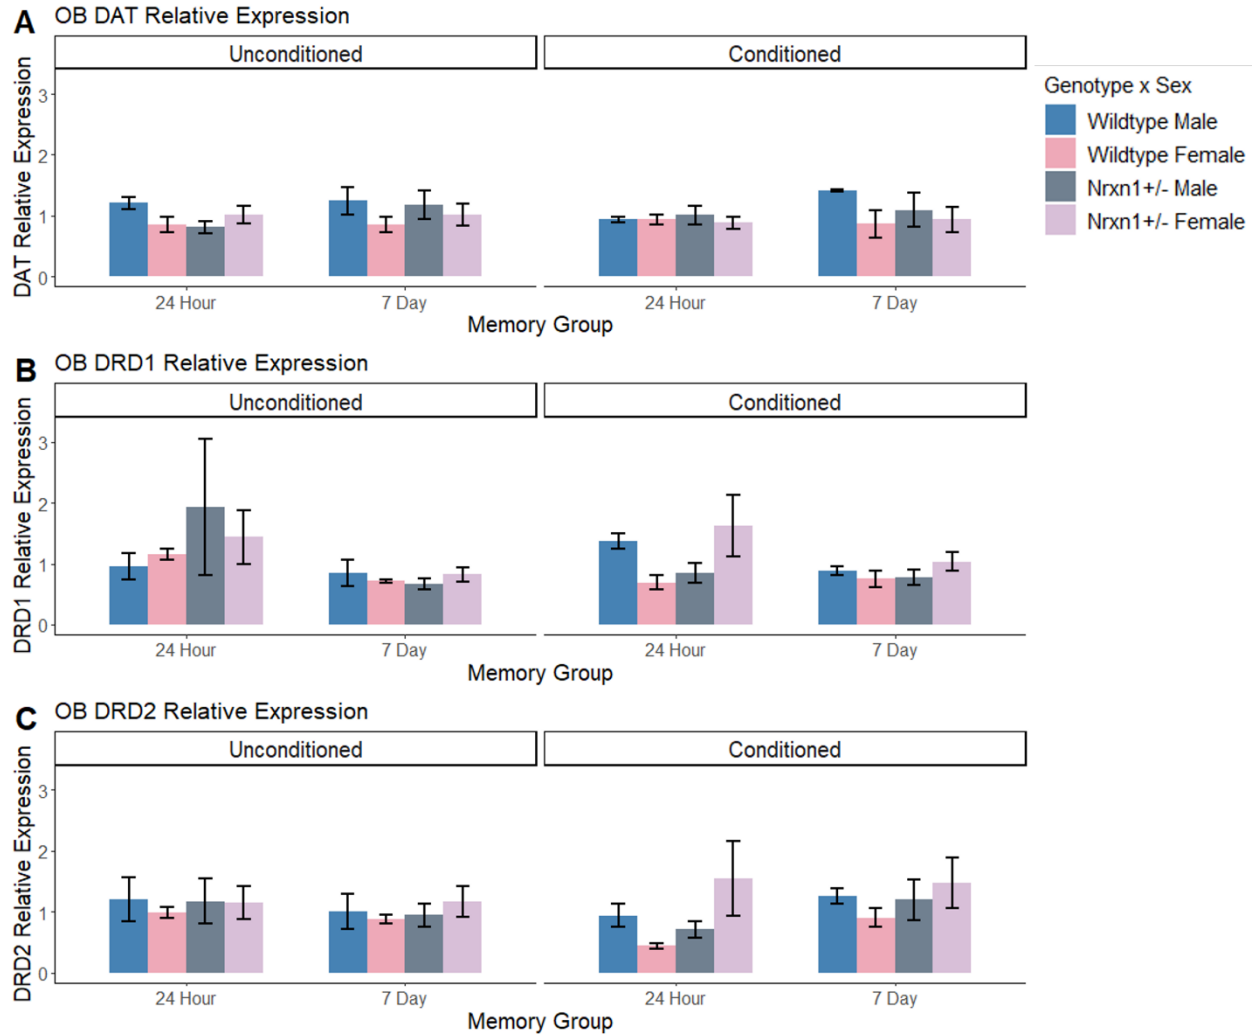 A OB DAT Relative Expression
Unconditioned Conditioned
DAT Relative Expression
3
2
1
0
24 Hour 7 Day 24 Hour 7 Day
Memory Group
Genotype x Sex
Wildtype Male
Wildtype Female
Nrxn1+/- Male
Nrxn1+/- Female
B OB DRD1 Relative Expression
Unconditioned Conditioned
DRD1 Relative Expression
3
2
1
0
24 Hour 7 Day 24 Hour 7 Day
Memory Group
C OB DRD2 Relative Expression
Unconditioned Conditioned
DRD2 Relative Expression
3
2
1
0
24 Hour 7 Day 24 Hour 7 Day
Memory Group